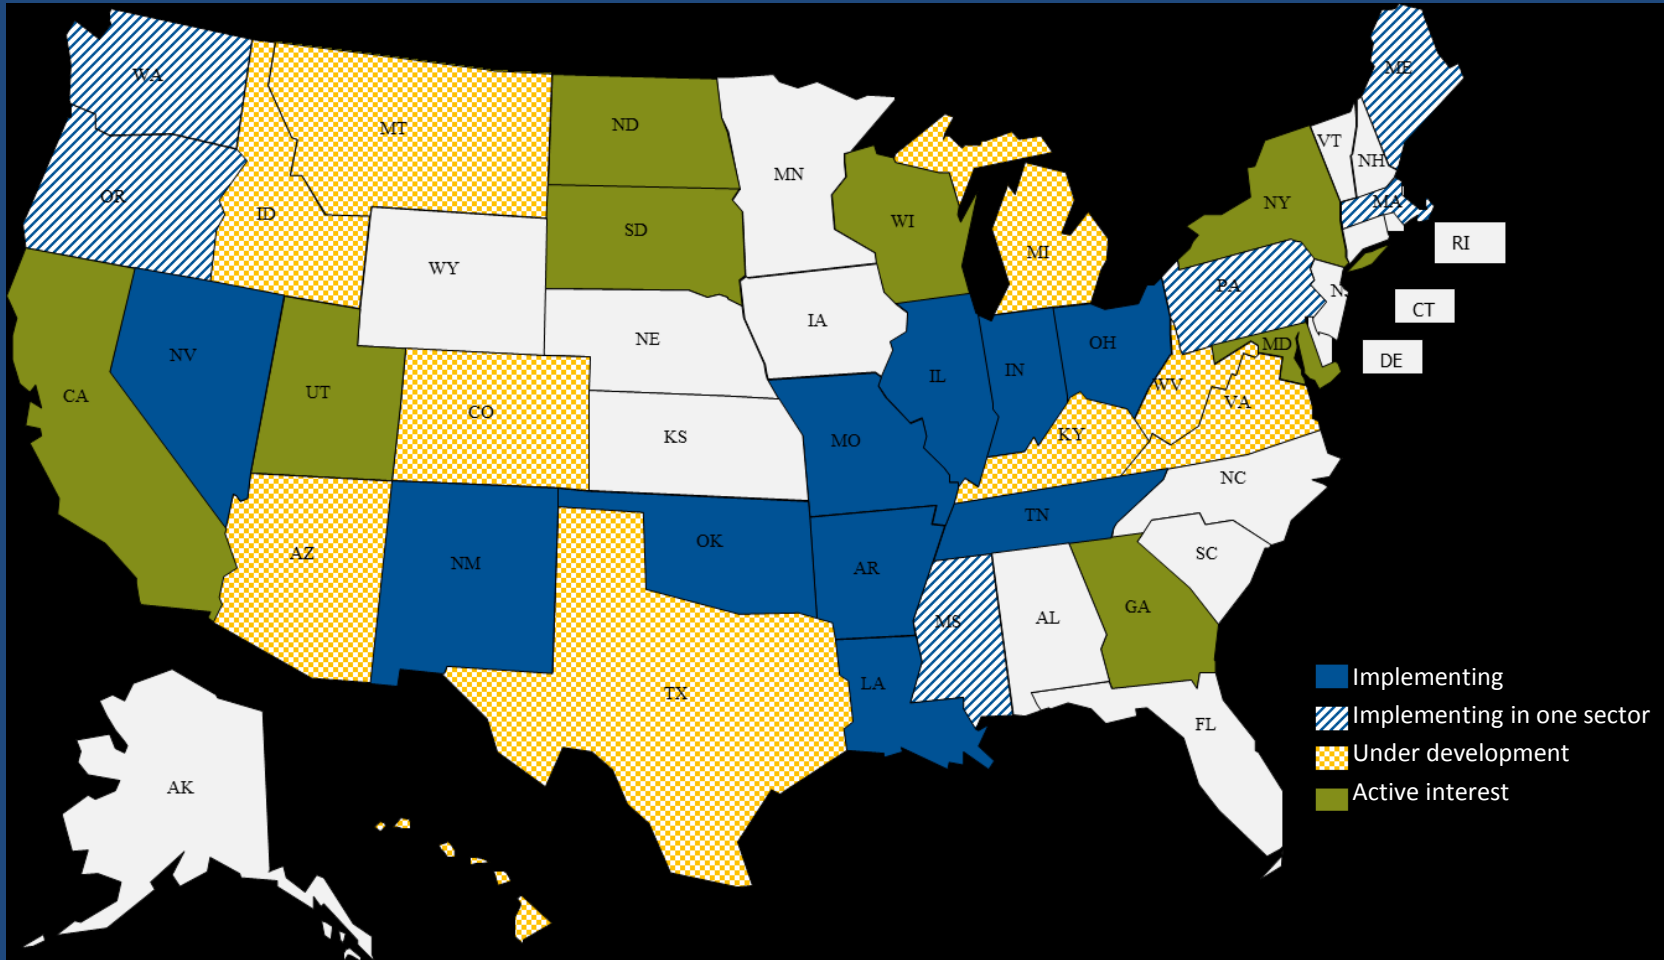 WA
ME
MT
ND
VT
MN
NH
OR
MA
NY
ID
WI
SD
RI
MI
WY
PA
N
CT
IA
NE
OH
MD
NV
DE
IN
IL
WV
UT
CA
VA
CO
KY
KS
MO
NC
TN
OK
AZ
SC
NM
AR
GA
AL
MS
Implementing
LA
TX
Implementing in one sector
FL
Under development
AK
Active interest